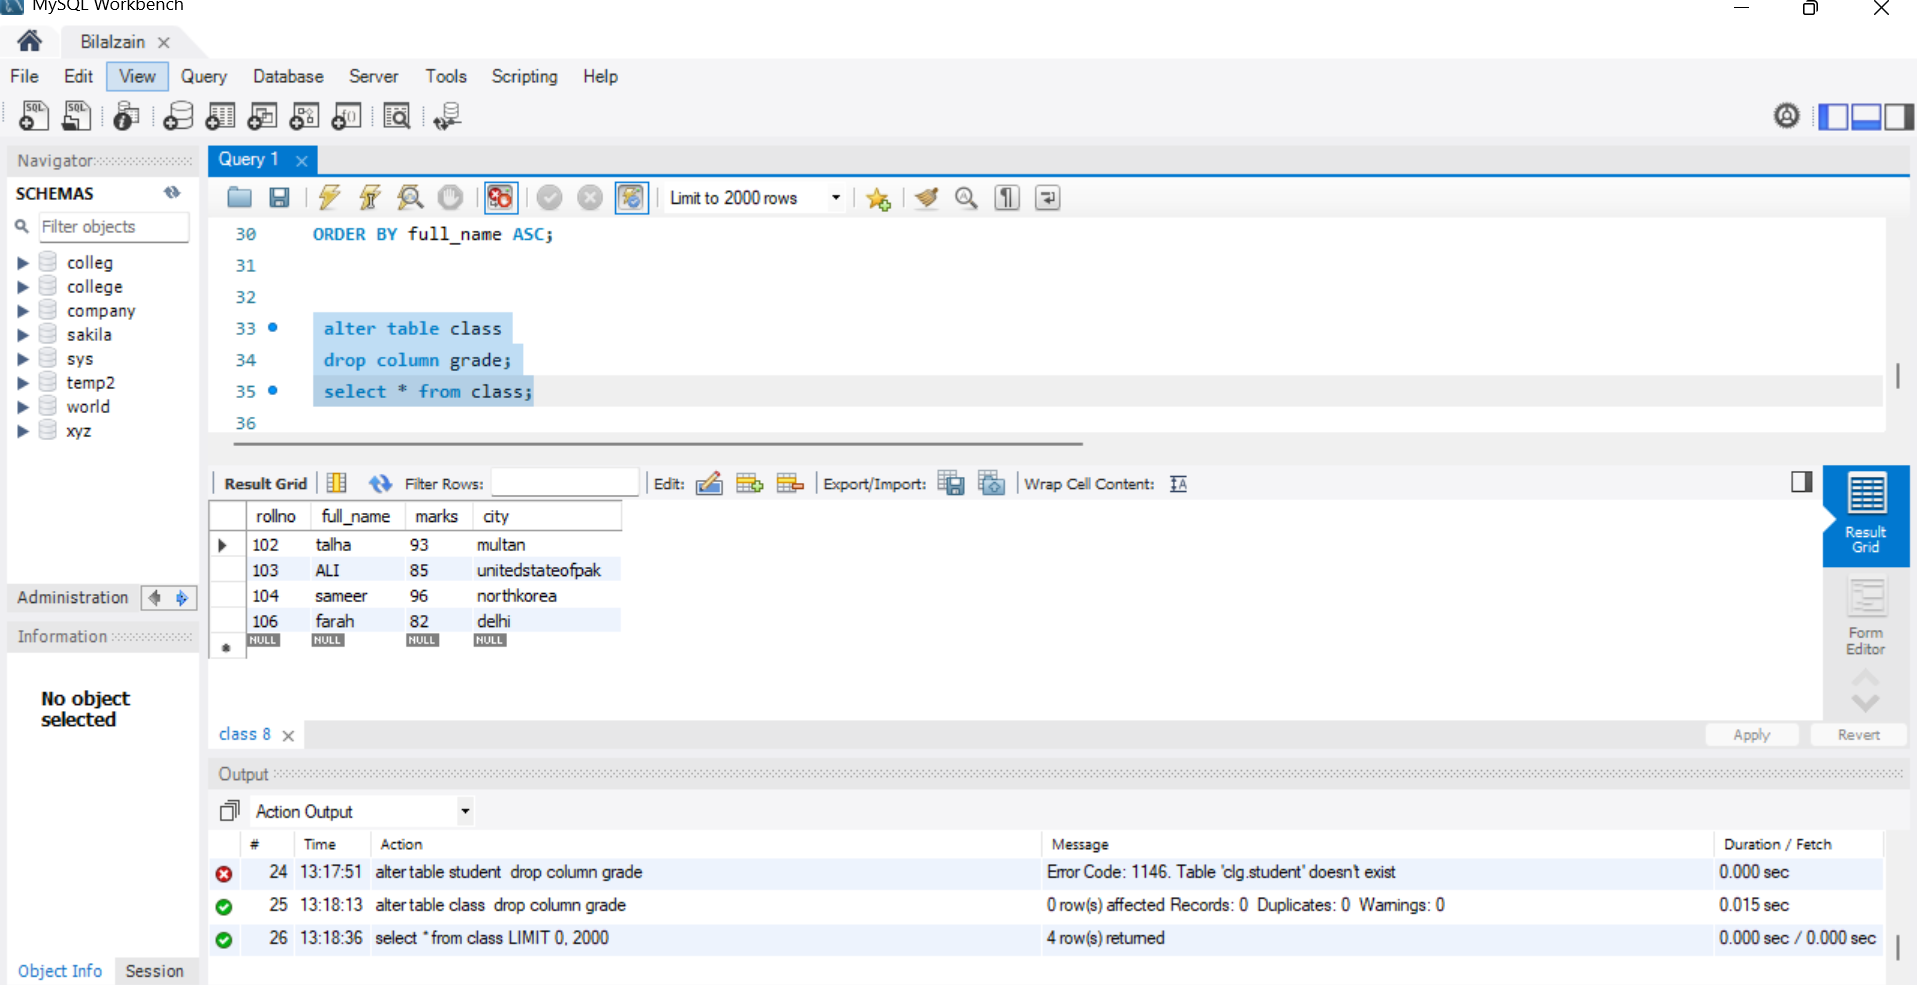 MySQL Workbench
Bilalzain
File Edit View Query Database Server Tools Scripting Help
Navigator
Query 1
SCHEMAS
Limit to 2000 rows
Filter objects
colleg
college
company
sakila
sys
temp2
world
xyz
30 ORDER BY full_name ASC;
31
32
33 alter table class
34 drop column grade;
35 select * from class;
36
Result Grid Filter Rows: Edit: Export/Import: Wrap Cell Content:
rollno full_name marks city
102 talha 93 multan
103 ALI 85 unitedstateofpak
104 sameer 96 northkorea
106 farah 82 delhi
NULL NULL NULL NULL
Result
Grid
Form
Editor
Administration
Information
No object
selected
class 8
Apply Revert
Output
Action Output
# Time Action Message Duration / Fetch
24 13:17:51 alter table student drop column grade Error Code: 1146. Table 'clg.student' doesn't exist 0.000 sec
25 13:18:13 alter table class drop column grade 0 row(s) affected Records: 0 Duplicates: 0 Warnings: 0 0.015 sec
26 13:18:36 select * from class LIMIT 0, 2000 4 row(s) returned 0.000 sec / 0.000 sec
Object Info Session